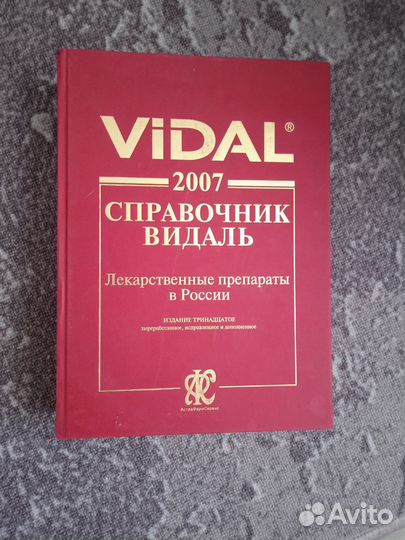 ViDAL®
2007
СПРАВОЧНИК
ВИДАЛЬ
Лекарственные препараты
в России
ИЗДАНИЕ ТРИНАДЦАТОЕ
переработанное, исправленное и дополненное
АстраФармСервис
Avito